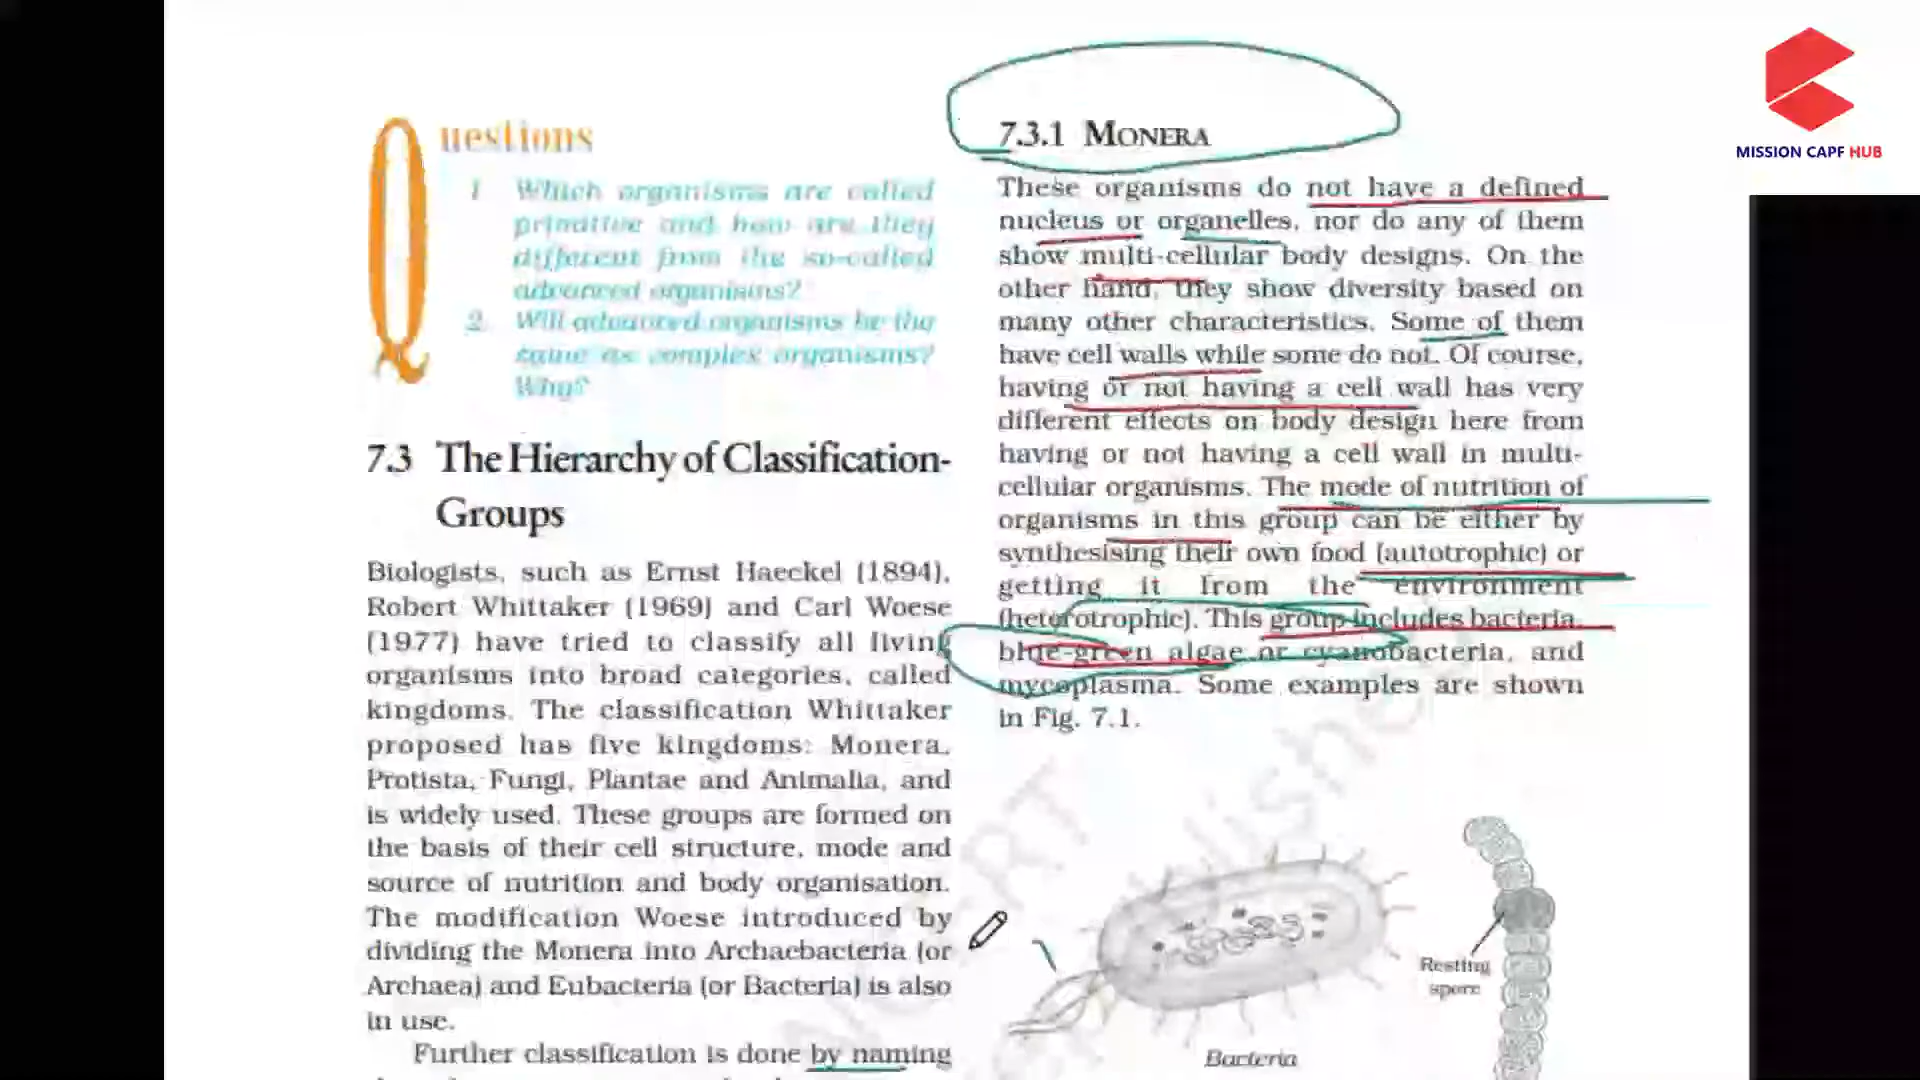 uestions
1 Which organisms are called
primitive and how are they
different from the so-called
advanced organisms?
2. Will advanced organisms be the
same as complex organisms?
Why?
7.3 The Hierarchy of Classification-
Groups
Biologists, such as Ernst Haeckel (1894),
Robert Whittaker (1969) and Carl Woese
(1977) have tried to classify all living
organisms into broad categories, called
kingdoms. The classification Whittaker
proposed has five kingdoms: Monera,
Protista, Fungi, Plantae and Animalia, and
is widely used. These groups are formed on
the basis of their cell structure, mode and
source of nutrition and body organisation.
The modification Woese introduced by
dividing the Monera into Archaebacteria (or
Archaea) and Eubacteria (or Bacteria) is also
in use.
Further classification is done by naming
7.3.1 MONERA
These organisms do not have a defined
nucleus or organelles, nor do any of them
show multi-cellular body designs. On the
other hand, they show diversity based on
many other characteristics. Some of them
have cell walls while some do not. Of course,
having or not having a cell wall has very
different effects on body design here from
having or not having a cell wall in multi-
cellular organisms. The mode of nutrition of
organisms in this group can be either by
synthesising their own food (autotrophic) or
getting it from the environment
(heterotrophic). This group includes bacteria,
blue-green algae or cyanobacteria, and
mycoplasma. Some examples are shown
in Fig. 7.1.
Resting
spore
Bacteria
MISSION CAPF HUB